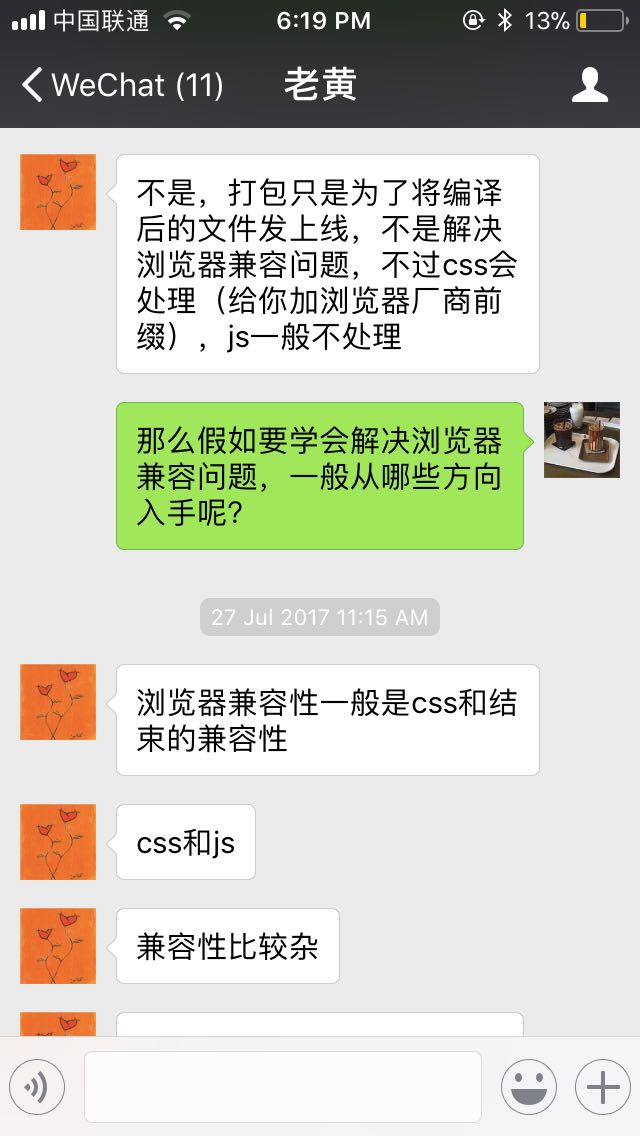 中国联通 6:19 PM 13%
WeChat (11) 老黄
不是，打包只是为了将编译
后的文件发上线，不是解决
浏览器兼容问题，不过css会
处理（给你加浏览器厂商前
缀），js一般不处理
那么假如要学会解决浏览器
兼容问题，一般从哪些方向
入手呢?
27 Jul 2017 11:15 AM
浏览器兼容性一般是css和结
束的兼容性
css和js
兼容性比较杂